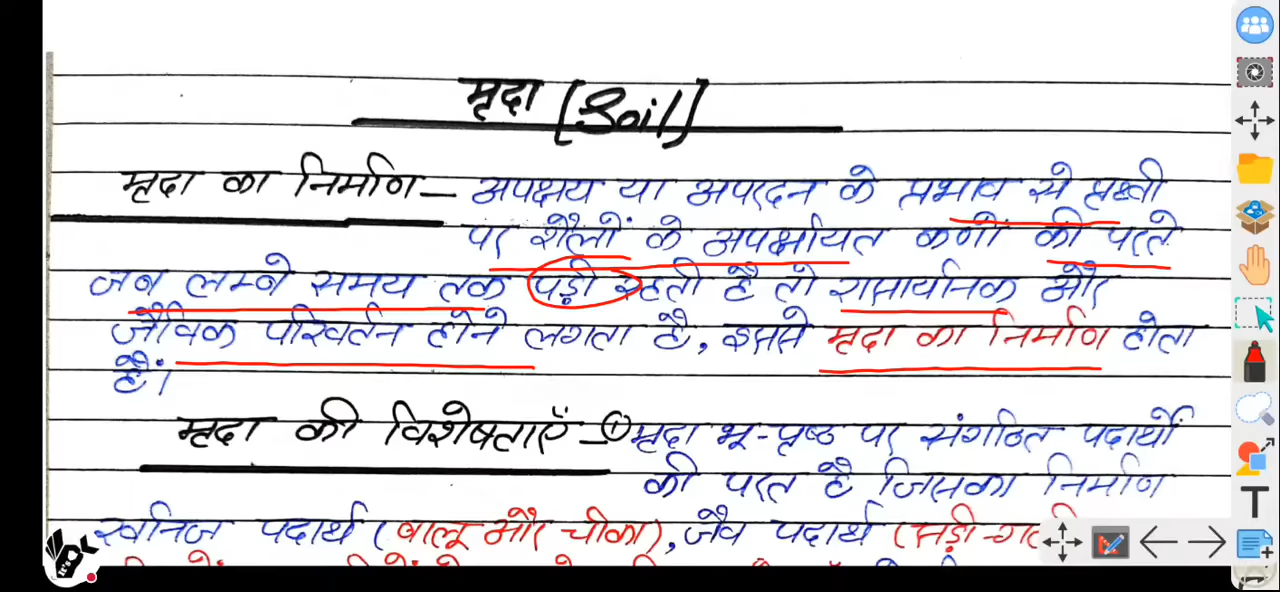 मृदा [Soil]
मृदा का निर्माण – अपक्षय या अपरदन के प्रभाव से पृथ्वी
पर शैलों के अपक्षयित कणों की परते
जब लम्बे समय तक पड़ी रहती है तो रासायनिक और
जैविक परिवर्तन होने लगता है, इससे मृदा का निर्माण होता
है।
मृदा की विशेषताएँ – ① मृदा भू-पृष्ठ पर संगठित पदार्थों
की परत है जिसका निर्माण
खनिज पदार्थ (बालू और चीका), जैव पदार्थ (सड़ी-
T